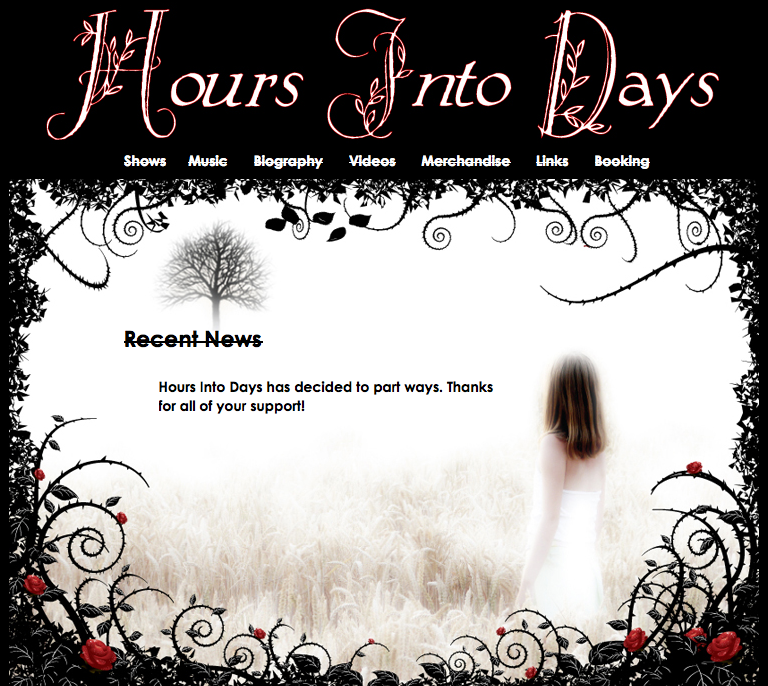 Hours Into Days
Shows Music Biography Videos Merchandise Links Booking
Recent News
Hours Into Days has decided to part ways. Thanks
for all of your support!